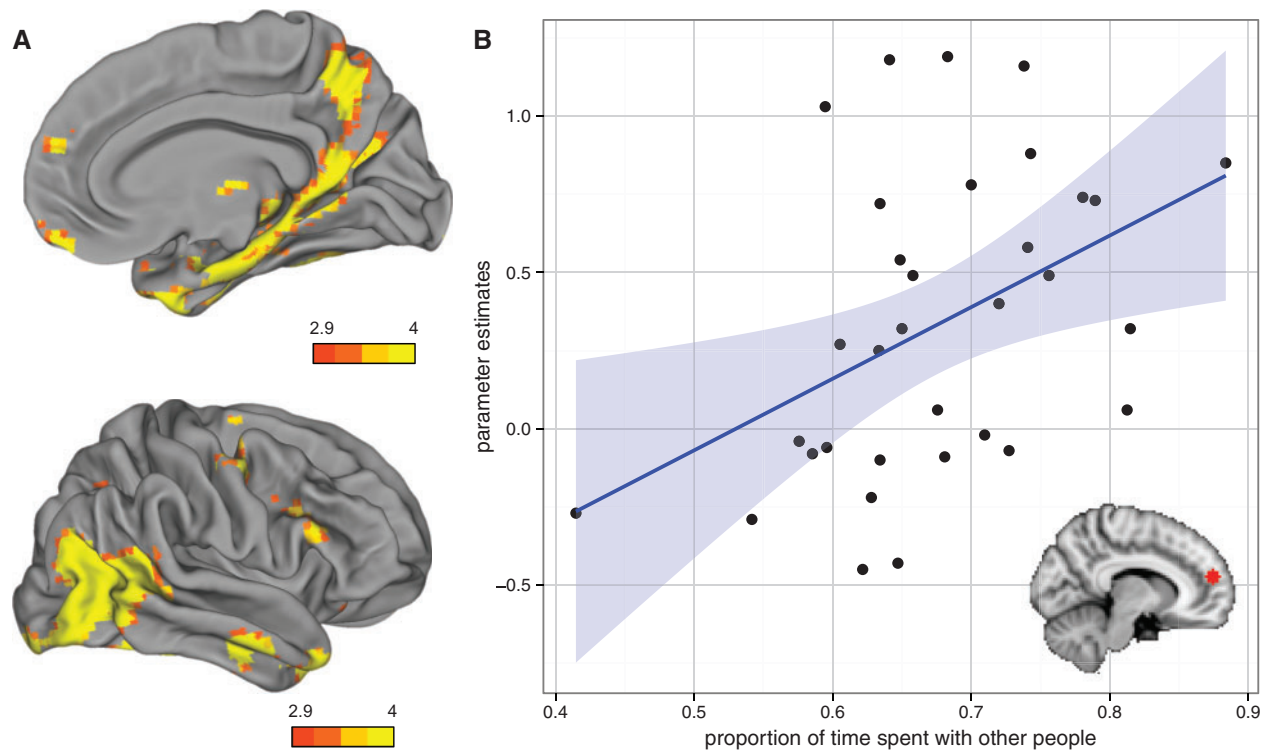 A
2.9 4
2.9 4
B
parameter estimates
1.0
0.5
0.0
−0.5
0.4 0.5 0.6 0.7 0.8 0.9
proportion of time spent with other people